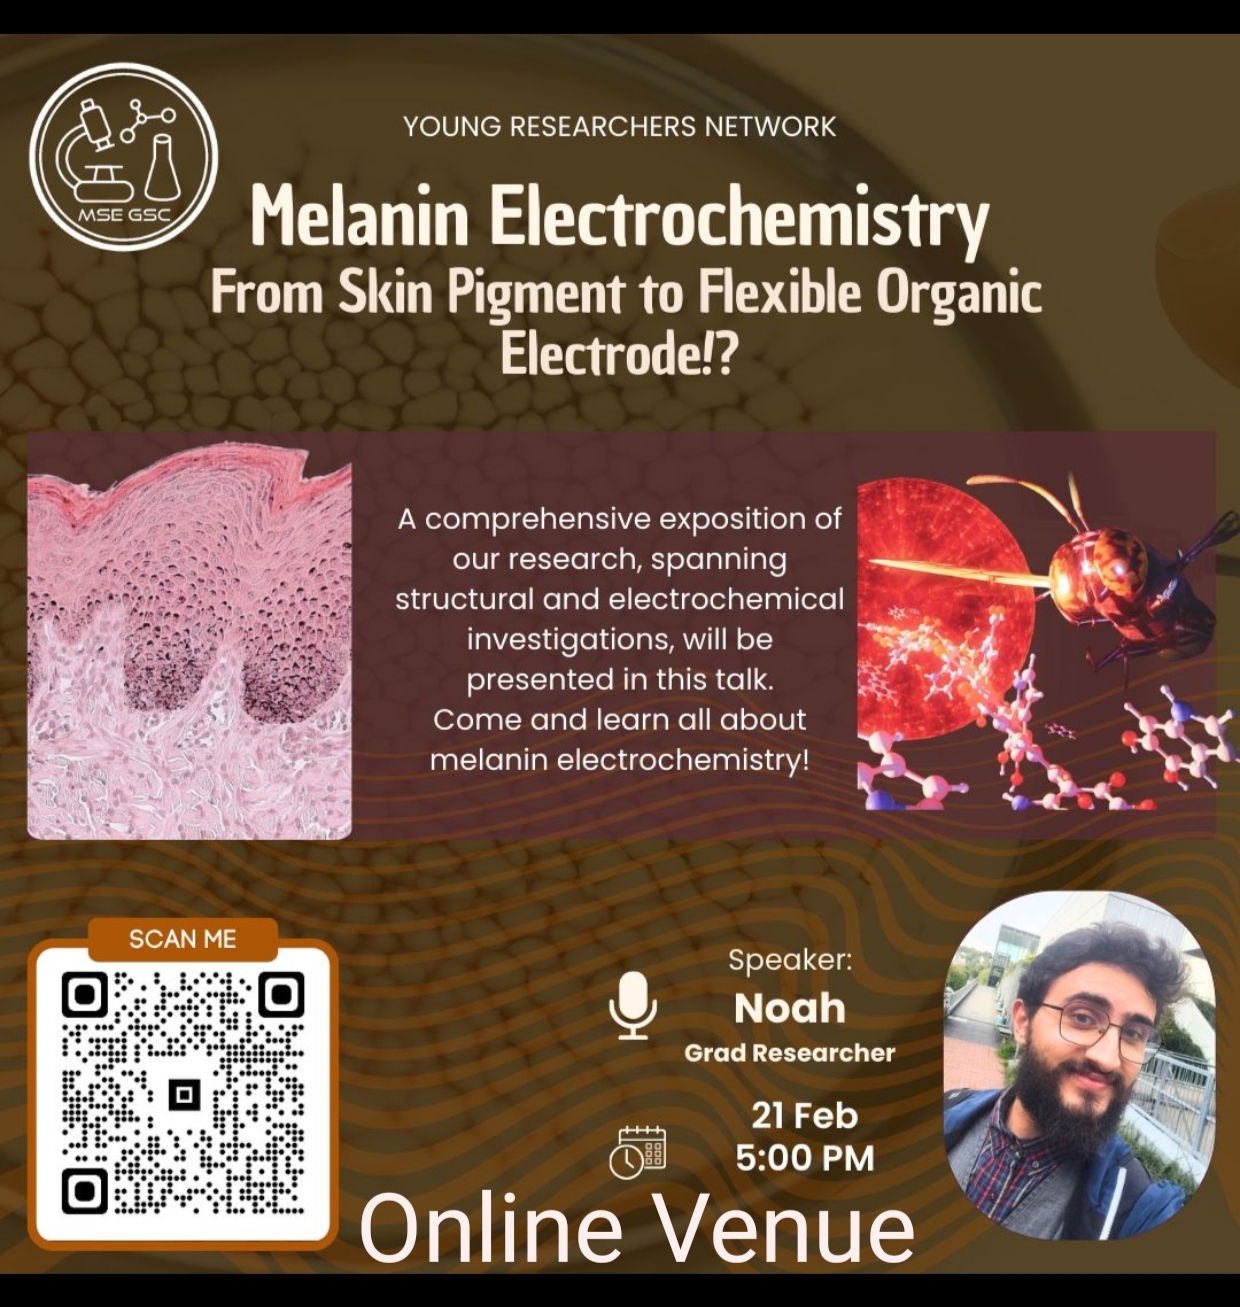 MSE GSC
YOUNG RESEARCHERS NETWORK
Melanin Electrochemistry
From Skin Pigment to Flexible Organic
Electrode!?
A comprehensive exposition of
our research, spanning
structural and electrochemical
investigations, will be
presented in this talk.
Come and learn all about
melanin electrochemistry!
SCAN ME
Speaker:
Noah
Grad Researcher
21 Feb
5:00 PM
Online Venue